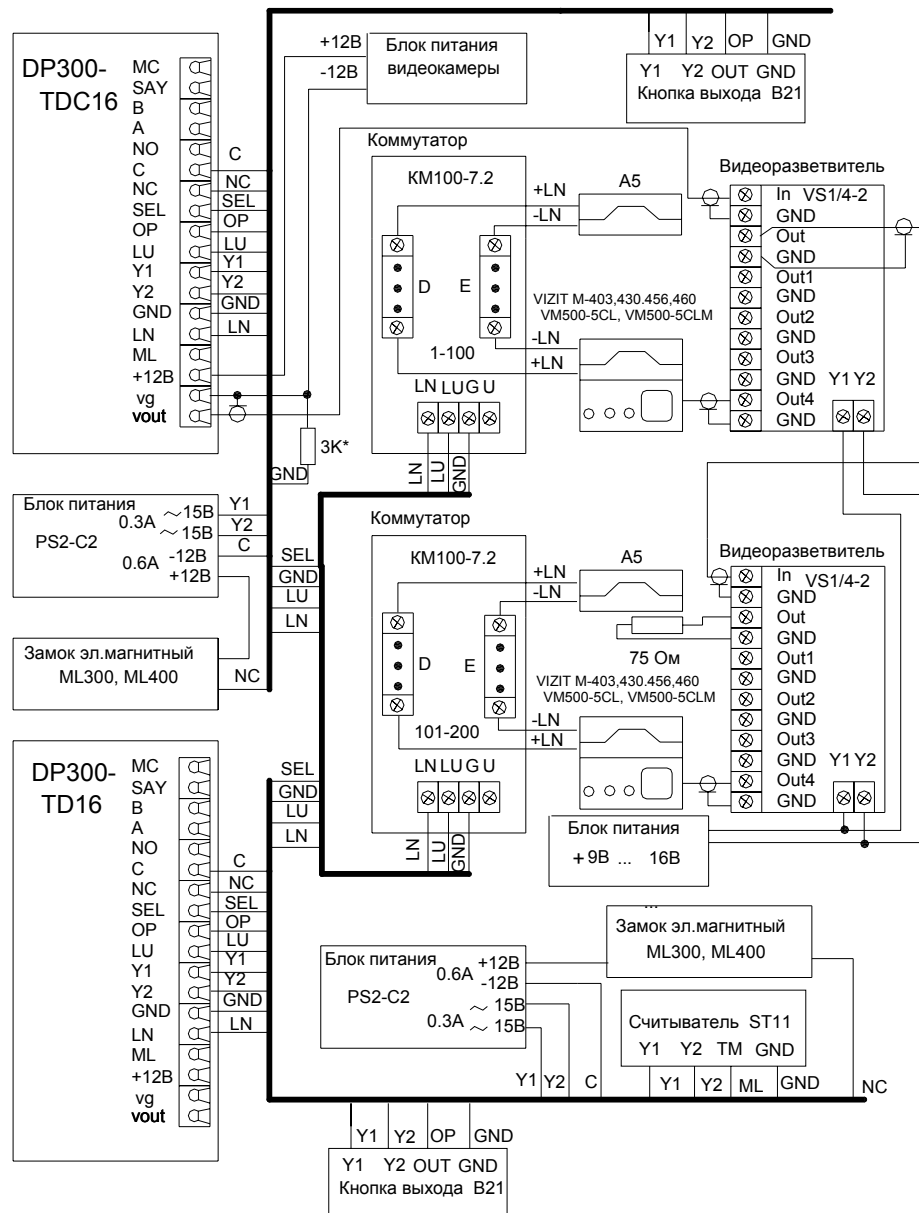 Y1 Y2 OP GND
Y1 Y2 OUT GND
Кнопка выхода B21
DP300-
TDC16
MC
SAY
B
A
NO
C
NC
SEL
OP
LU
Y1
Y2
GND
LN
ML
+12В
vg
vout
C
NC
SEL
OP
LU
Y1
Y2
GND
LN
+12В
-12В
Блок питания
видеокамеры
3K*
GND
Коммутатор
КМ100-7.2
D E
1-100
LN LU G U
LN
LU
GND
+LN
-LN
A5
VIZIT M-403,430.456,460
VM500-5CL, VM500-5CLM
-LN
+LN
Видеоразветвитель
In VS1/4-2
GND
Out
GND
Out1
GND
Out2
GND
Out3
GND Y1 Y2
Out4
GND
Блок питания
0.3A ~15В
~15В
PS2-C2
0.6A -12В
+12В
Y1
Y2
C
Замок эл.магнитный
ML300, ML400
NC
SEL
GND
LU
LN
Коммутатор
КМ100-7.2
D E
101-200
LN LU G U
LN
LU
GND
+LN
-LN
A5
75 Ом
VIZIT M-403,430.456,460
VM500-5CL, VM500-5CLM
-LN
+LN
Видеоразветвитель
In VS1/4-2
GND
Out
GND
Out1
GND
Out2
GND
Out3
GND Y1 Y2
Out4
GND
Блок питания
+9В ... 16В
DP300-
TD16
MC
SAY
B
A
NO
C
NC
SEL
OP
LU
Y1
Y2
GND
LN
ML
+12В
vg
vout
C
NC
SEL
OP
LU
Y1
Y2
GND
LN
SEL
GND
LU
LN
Блок питания
0.6A +12В
-12В
PS2-C2
~ 15В
0.3A ~ 15В
Y1 Y2 C
...
Замок эл.магнитный
ML300, ML400
Считыватель ST11
Y1 Y2 TM GND
Y1 Y2 ML GND NC
Y1 Y2 OP GND
Y1 Y2 OUT GND
Кнопка выхода B21